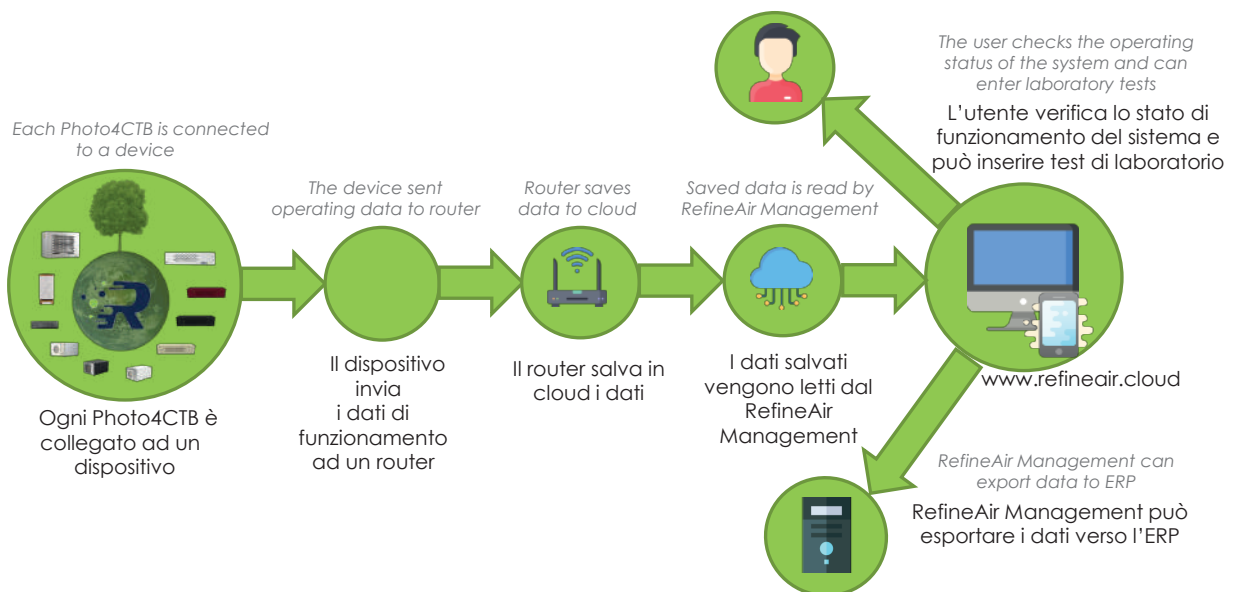 Each Photo4CTB is connected
to a device
Ogni Photo4CTB è
collegato ad un
dispositivo
The device sent
operating data to router
Il dispositivo
invia
i dati di
funzionamento
ad un router
Router saves
data to cloud
Il router salva in
cloud i dati
Saved data is read by
RefineAir Management
I dati salvati
vengono letti dal
RefineAir
Management
The user checks the operating
status of the system and can
enter laboratory tests
L’utente verifica lo stato di
funzionamento del sistema e
può inserire test di laboratorio
www.refineair.cloud
RefineAir Management can
export data to ERP
RefineAir Management può
esportare i dati verso l’ERP